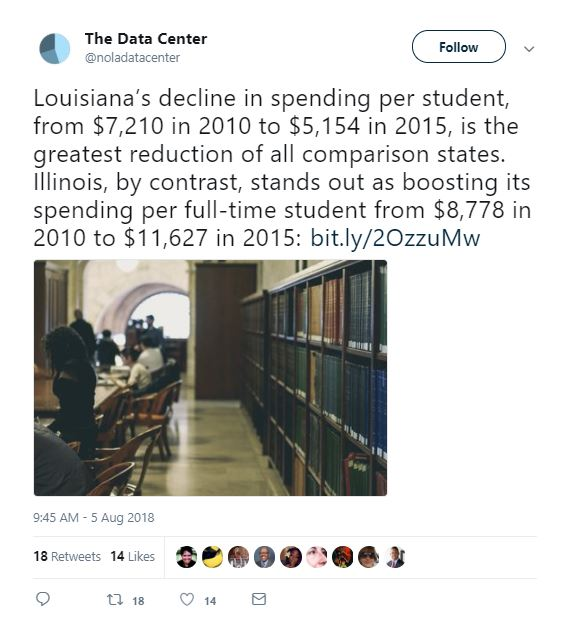 The Data Center
@noladatacenter
Follow
Louisiana's decline in spending per student,
from $7,210 in 2010 to $5,154 in 2015, is the
greatest reduction of all comparison states.
Illinois, by contrast, stands out as boosting its
spending per full-time student from $8,778 in
2010 to $11,627 in 2015: bit.ly/2OzzuMw
9:45 AM - 5 Aug 2018
18 Retweets 14 Likes
18 14